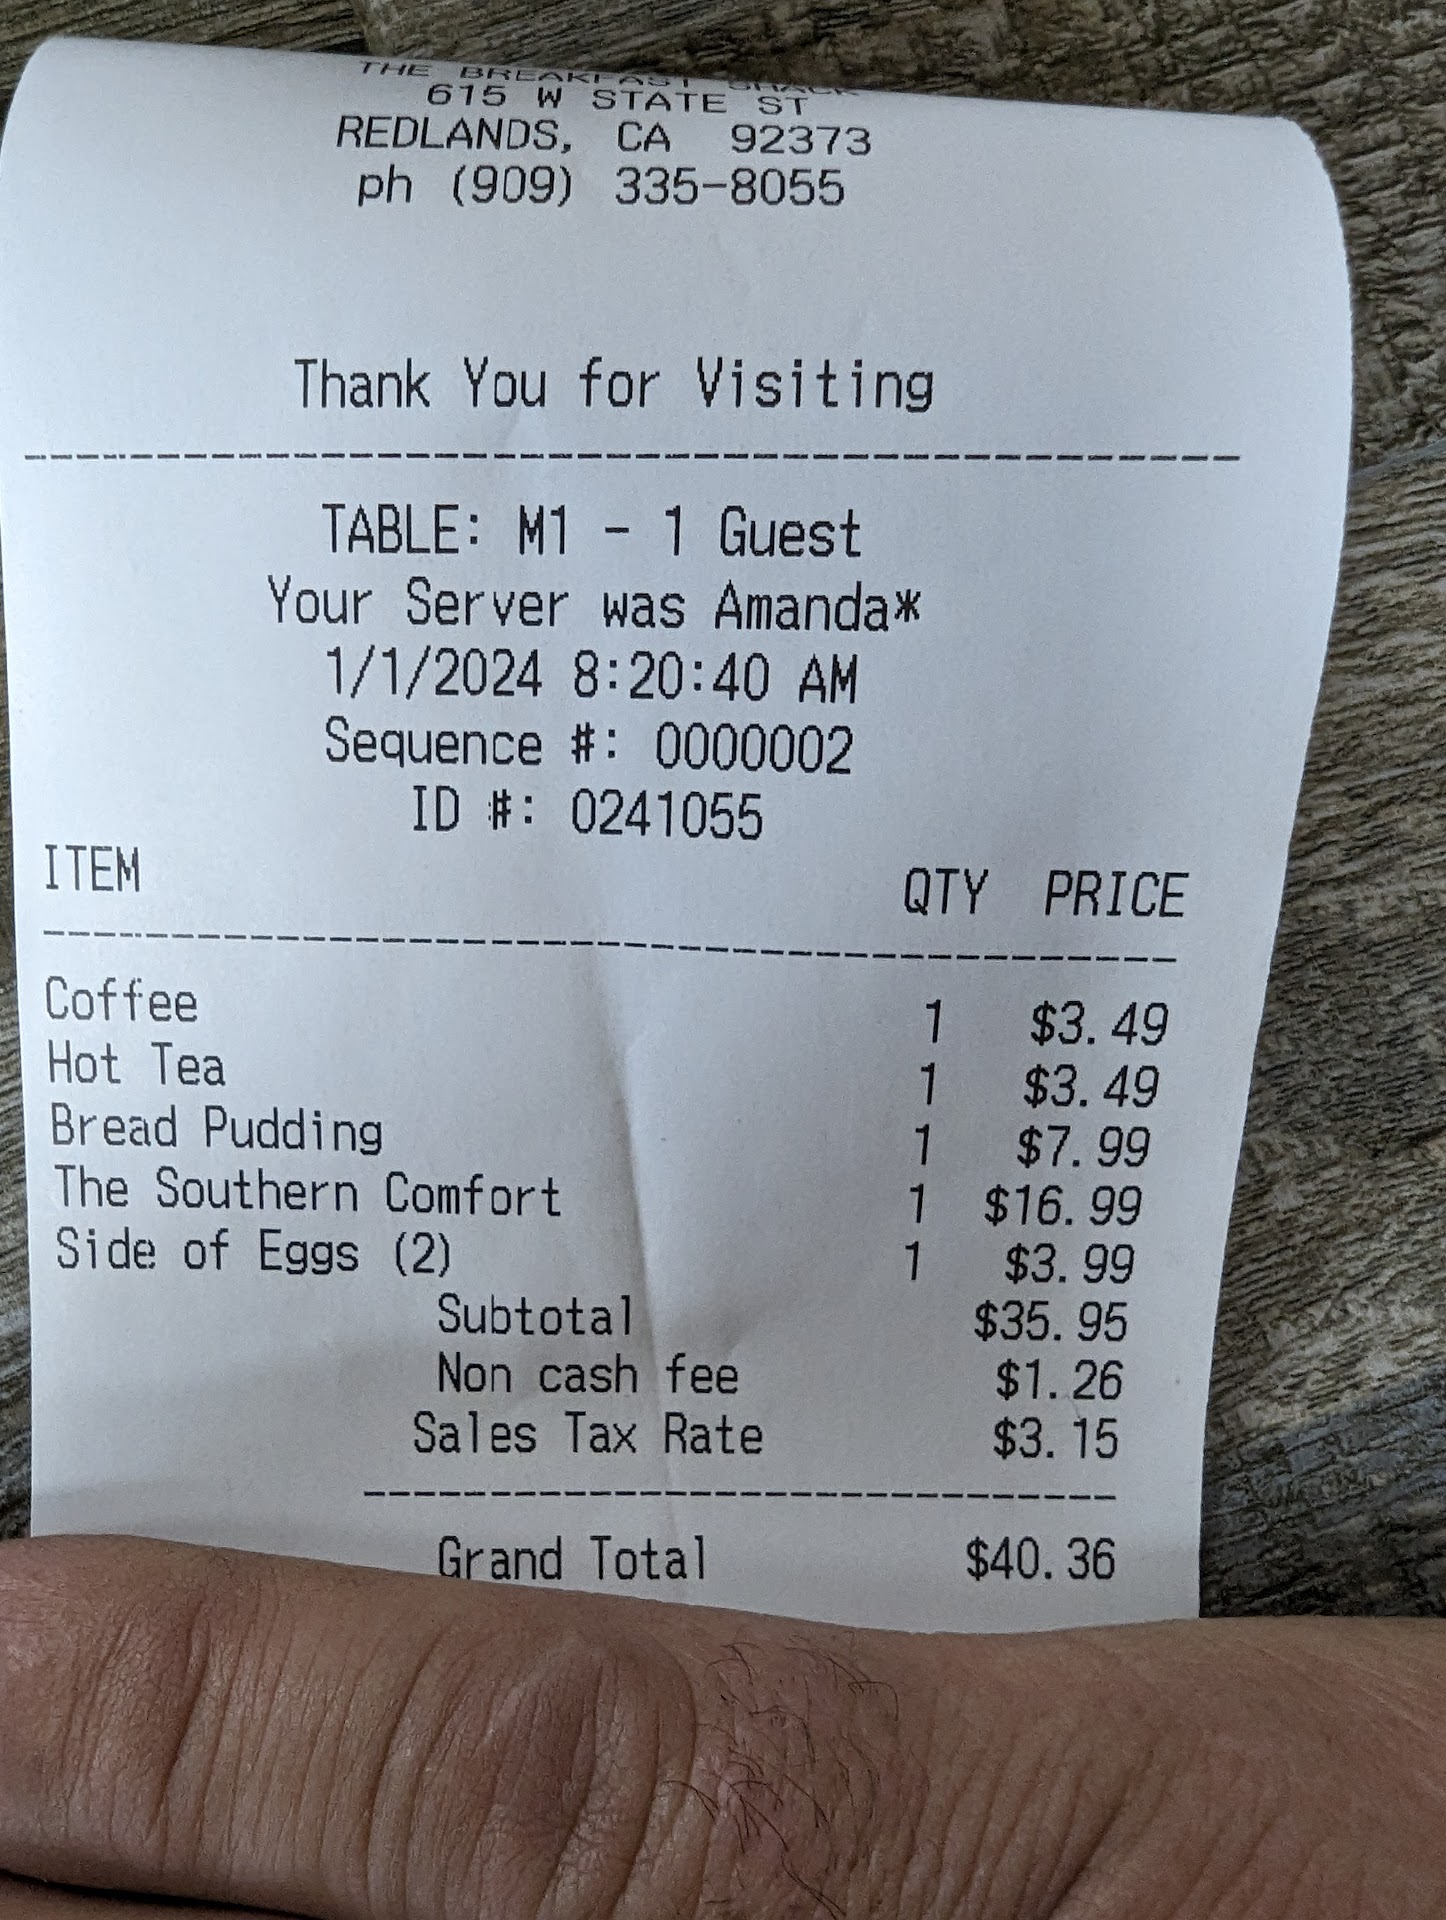 THE BREAKFAST SHACK
615 W STATE ST
REDLANDS, CA 92373
ph (909) 335-8055
Thank You for Visiting
TABLE: M1 - 1 Guest
Your Server was Amanda*
1/1/2024 8:20:40 AM
Sequence #: 0000002
ID #: 0241055
ITEM QTY PRICE
Coffee 1 $3.49
Hot Tea 1 $3.49
Bread Pudding 1 $7.99
The Southern Comfort 1 $16.99
Side of Eggs (2) 1 $3.99
Subtotal $35.95
Non cash fee $1.26
Sales Tax Rate $3.15
Grand Total $40.36